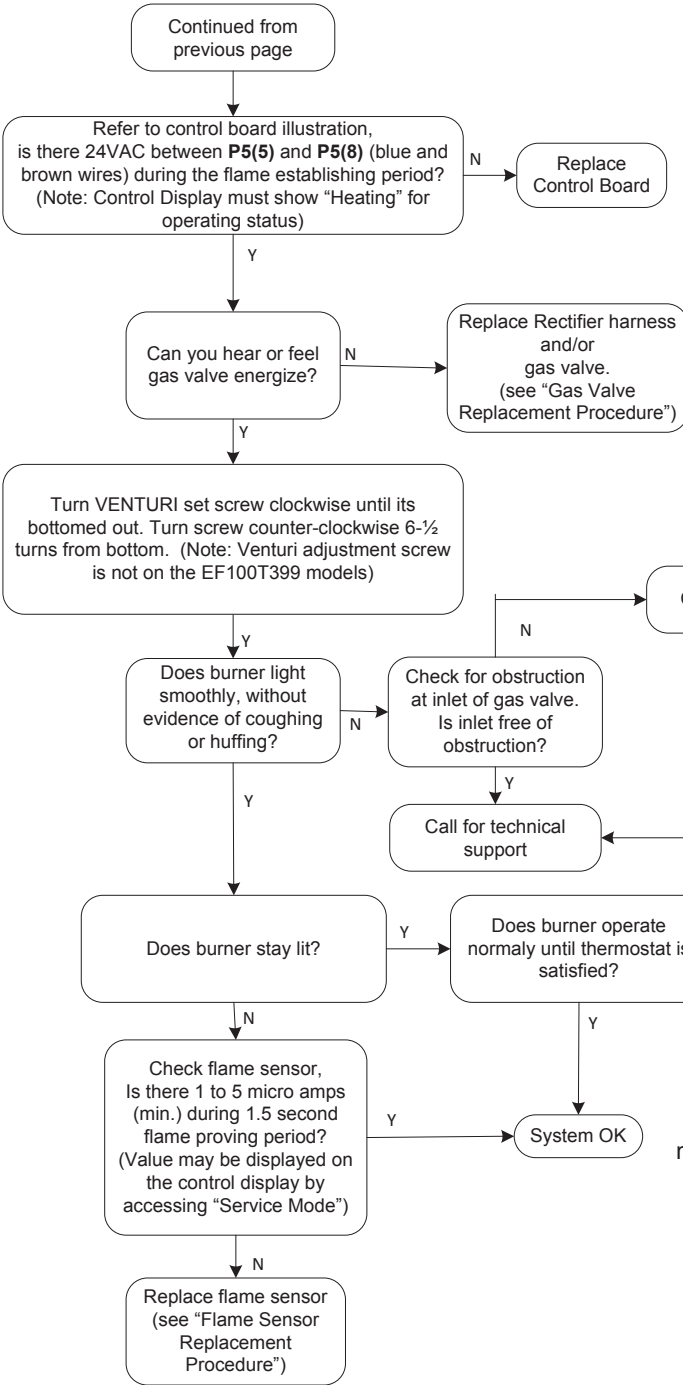 Continued from
previous page
Refer to control board illustration,
is there 24VAC between P5(5) and P5(8) (blue and
brown wires) during the flame establishing period?
(Note: Control Display must show “Heating” for
operating status)
N
Replace
Control Board
Y
Can you hear or feel
gas valve energize?
N
Replace Rectifier harness
and/or
gas valve.
(see “Gas Valve
Replacement Procedure”)
Y
Turn VENTURI set screw clockwise until its
bottomed out. Turn screw counter-clockwise 6-½
turns from bottom. (Note: Venturi adjustment screw
is not on the EF100T399 models)
Y
Does burner light
smoothly, without
evidence of coughing
or huffing?
N
Check for obstruction
at inlet of gas valve.
Is inlet free of
obstruction?
N
Y
Call for technical
support
Y
Does burner stay lit?
Y
Does burner operate
normaly until thermostat is
satisfied?
N
Y
Check flame sensor,
Is there 1 to 5 micro amps
(min.) during 1.5 second
flame proving period?
(Value may be displayed on
the control display by
accessing “Service Mode”)
Y
System OK
N
Replace flame sensor
(see “Flame Sensor
Replacement
Procedure”)